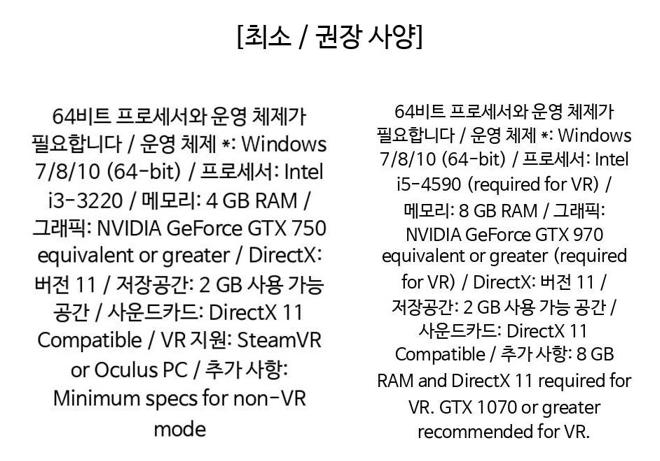 [최소 / 권장 사양]
64비트 프로세서와 운영 체제가
필요합니다 / 운영 체제 *: Windows
7/8/10 (64-bit) / 프로세서: Intel
i3-3220 / 메모리: 4 GB RAM /
그래픽: NVIDIA GeForce GTX 750
equivalent or greater / DirectX:
버전 11 / 저장공간: 2 GB 사용 가능
공간 / 사운드카드: DirectX 11
Compatible / VR 지원: SteamVR
or Oculus PC / 추가 사항:
Minimum specs for non-VR
mode
64비트 프로세서와 운영 체제가
필요합니다 / 운영 체제 *: Windows
7/8/10 (64-bit) / 프로세서: Intel
i5-4590 (required for VR) /
메모리: 8 GB RAM / 그래픽:
NVIDIA GeForce GTX 970
equivalent or greater (required
for VR) / DirectX: 버전 11 /
저장공간: 2 GB 사용 가능 공간 /
사운드카드: DirectX 11
Compatible / 추가 사항: 8 GB
RAM and DirectX 11 required for
VR. GTX 1070 or greater
recommended for VR.